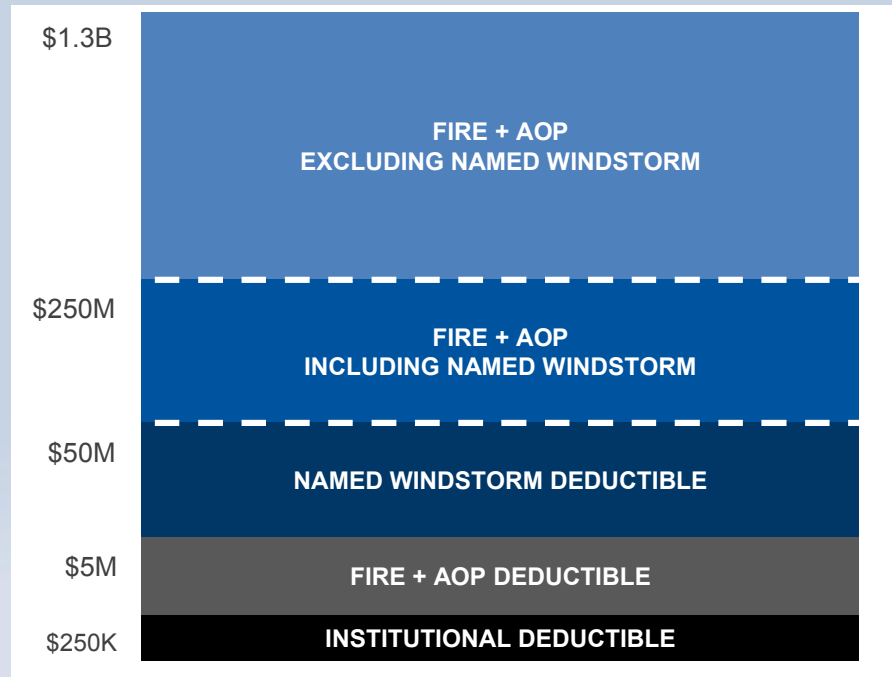 $1.3B
FIRE + AOP
EXCLUDING NAMED WINDSTORM
$250M
FIRE + AOP
INCLUDING NAMED WINDSTORM
$50M
NAMED WINDSTORM DEDUCTIBLE
$5M
FIRE + AOP DEDUCTIBLE
$250K
INSTITUTIONAL DEDUCTIBLE